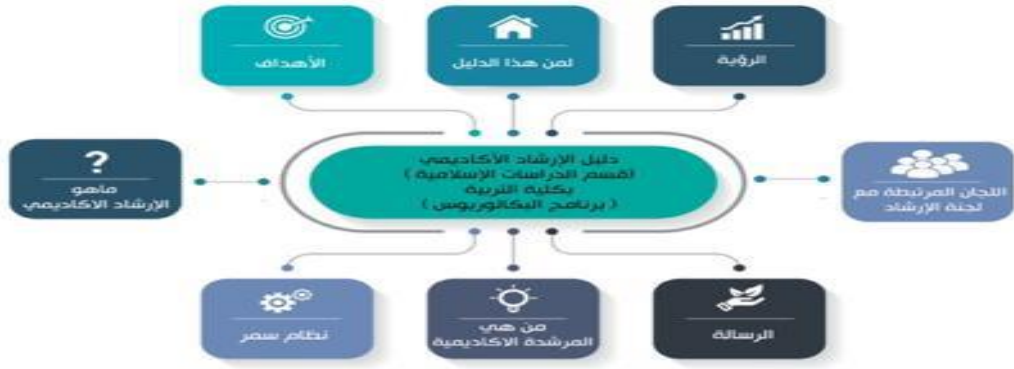 الرؤية
لمن هذا الدليل
الأهداف
دليل الإرشاد الأكاديمي
(قسم الدراسات الإسلامية )
بكلية التربية
( برنامج البكالوريوس )
اللجان المرتبطة مع
لجنة الإرشاد
?
ماهو
الإرشاد الاكاديمي
الرسالة
من هي
المرشدة الاكاديمية
نظام سمر